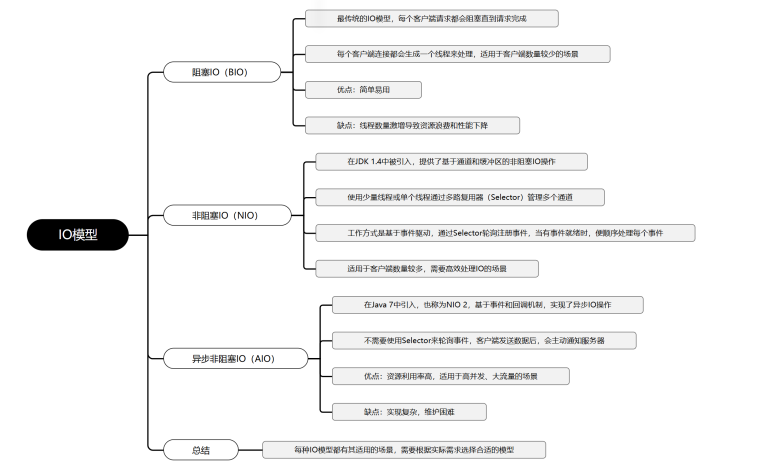 IO模型
阻塞IO（BIO）
最传统的IO模型，每个客户端请求都会阻塞直到请求完成
每个客户端连接都会生成一个线程来处理，适用于客户端数量较少的场景
优点：简单易用
缺点：线程数量激增导致资源浪费和性能下降
非阻塞IO（NIO）
在JDK 1.4中被引入，提供了基于通道和缓冲区的非阻塞IO操作
使用少量线程或单个线程通过多路复用器（Selector）管理多个通道
工作方式是基于事件驱动，通过Selector轮询注册事件，当有事件就绪时，便顺序处理每个事件
适用于客户端数量较多，需要高效处理IO的场景
异步非阻塞IO（AIO）
在Java 7中引入，也称为NIO 2，基于事件和回调机制，实现了异步IO操作
不需要使用Selector来轮询事件，客户端发送数据后，会主动通知服务器
优点：资源利用率高，适用于高并发、大流量的场景
缺点：实现复杂，维护困难
总结
每种IO模型都有其适用的场景，需要根据实际需求选择合适的模型